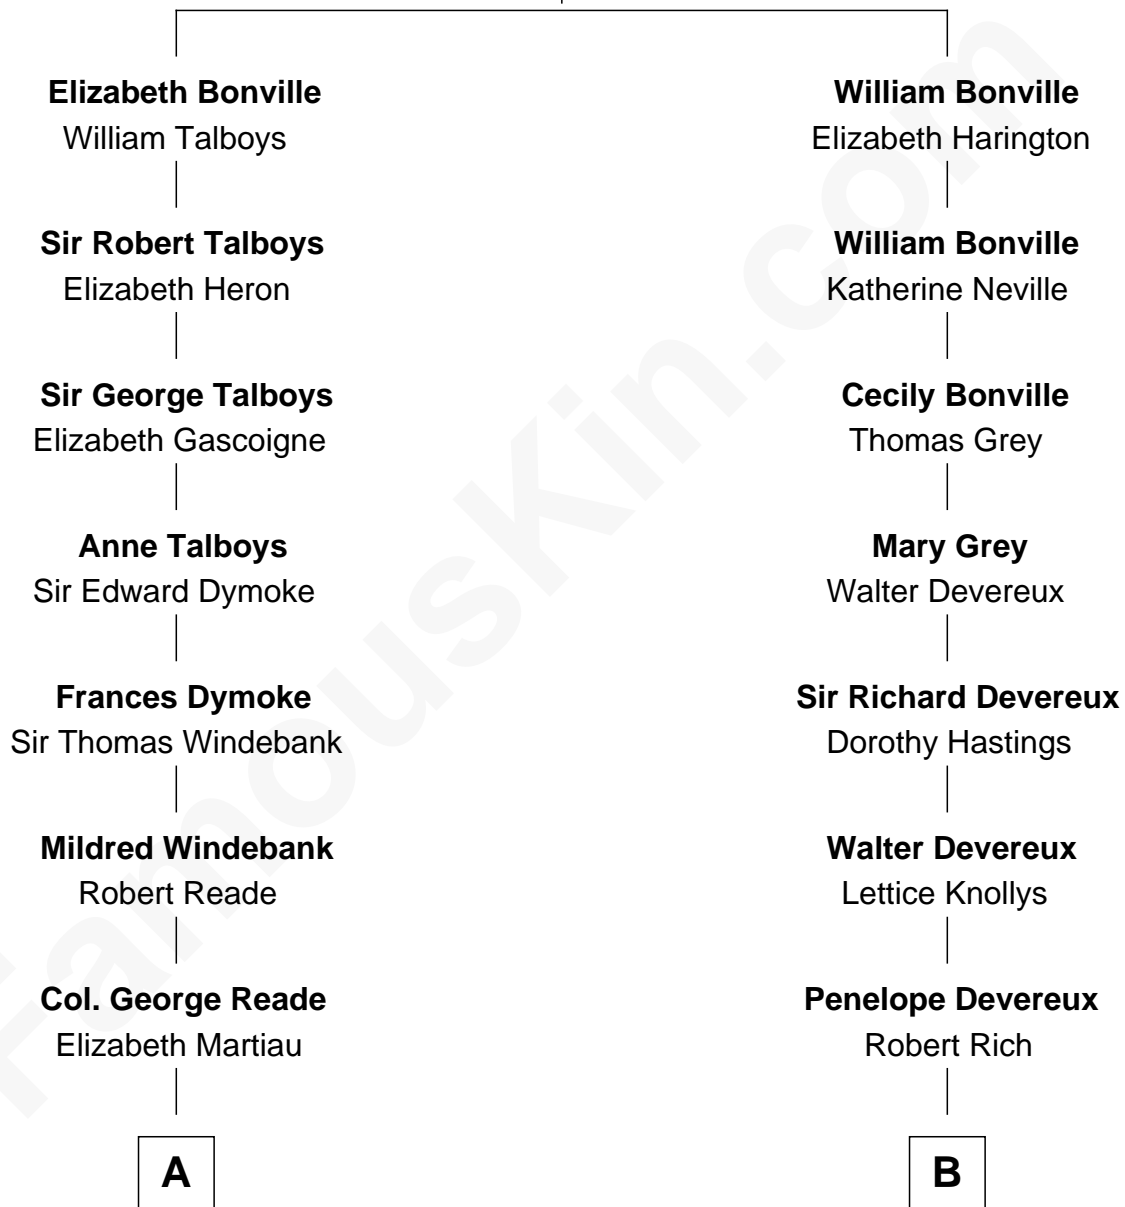 Elizabeth Bonville
William Talboys
Sir Robert Talboys
Elizabeth Heron
Sir George Talboys
Elizabeth Gascoigne
Anne Talboys
Sir Edward Dymoke
Frances Dymoke
Sir Thomas Windebank
Mildred Windebank
Robert Reade
Col. George Reade
Elizabeth Martiau
A
William Bonville
Elizabeth Harington
William Bonville
Katherine Neville
Cecily Bonville
Thomas Grey
Mary Grey
Walter Devereux
Sir Richard Devereux
Dorothy Hastings
Walter Devereux
Lettice Knollys
Penelope Devereux
Robert Rich
B
FamousKin.com